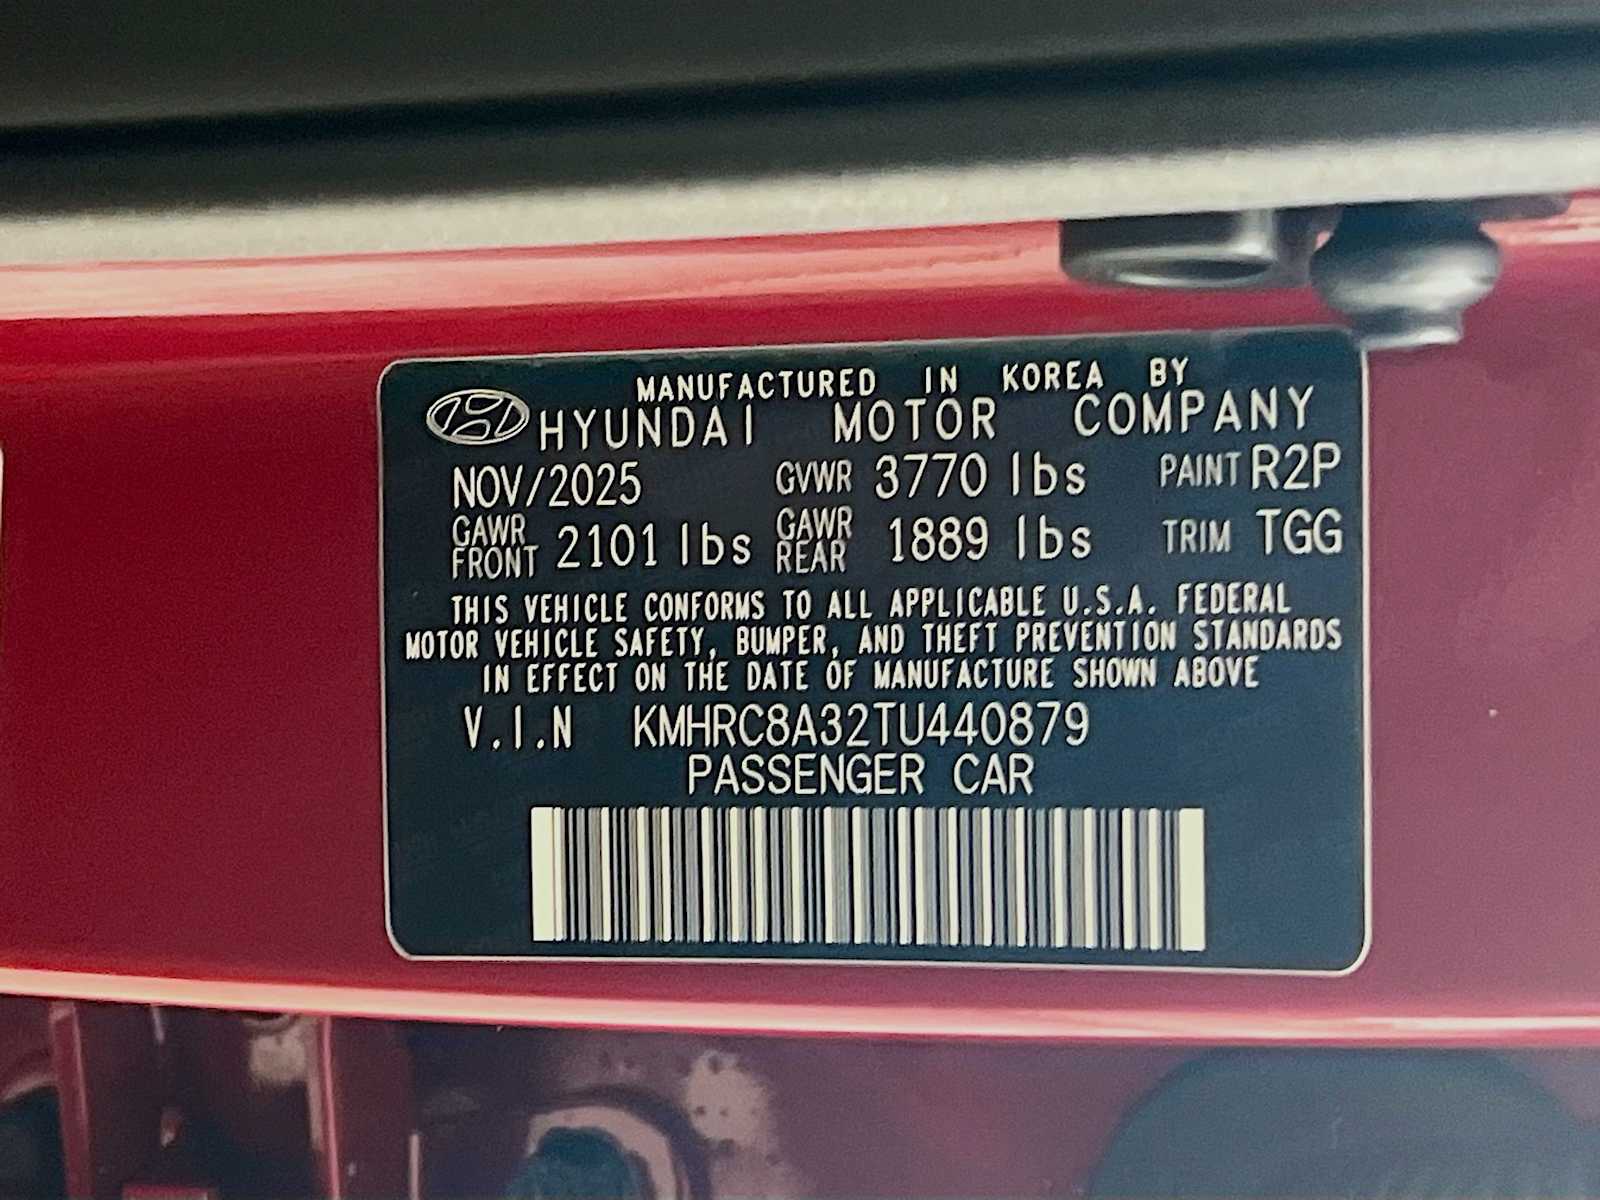 MANUFACTURED IN KOREA BY
HYUNDAI MOTOR COMPANY
NOV/2025 GVWR 3770 lbs PAINT R2P
GAWR FRONT 2101 lbs GAWR REAR 1889 lbs TRIM TGG
THIS VEHICLE CONFORMS TO ALL APPLICABLE U.S.A. FEDERAL
MOTOR VEHICLE SAFETY, BUMPER, AND THEFT PREVENTION STANDARDS
IN EFFECT ON THE DATE OF MANUFACTURE SHOWN ABOVE
V.I.N KMHRC8A32TU440879
PASSENGER CAR